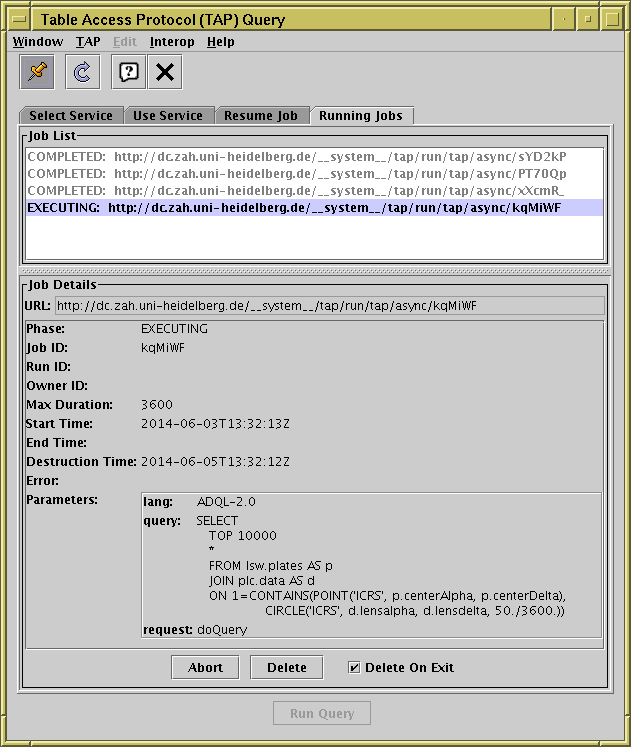 Table Access Protocol (TAP) Query
Window TAP Edit Interop Help
Select Service Use Service Resume Job Running Jobs
Job List
COMPLETED: http://dc.zah.uni-heidelberg.de/__system__/tap/run/tap/async/sYD2kP
COMPLETED: http://dc.zah.uni-heidelberg.de/__system__/tap/run/tap/async/PT70Qp
COMPLETED: http://dc.zah.uni-heidelberg.de/__system__/tap/run/tap/async/xXcmR_
EXECUTING: http://dc.zah.uni-heidelberg.de/__system__/tap/run/tap/async/kqMiWF
Job Details
URL: http://dc.zah.uni-heidelberg.de/__system__/tap/run/tap/async/kqMiWF
Phase: EXECUTING
Job ID: kqMiWF
Run ID:
Owner ID:
Max Duration: 3600
Start Time: 2014-06-03T13:32:13Z
End Time:
Destruction Time: 2014-06-05T13:32:12Z
Error:
Parameters:
lang: ADQL-2.0
query: SELECT
TOP 10000
*
FROM lsw.plates AS p
JOIN plc.data AS d
ON 1=CONTAINS(POINT('ICRS', p.centerAlpha, p.centerDelta),
CIRCLE('ICRS', d.lensalpha, d.lensdelta, 50./3600.))
request: doQuery
Abort Delete Delete On Exit
Run Query